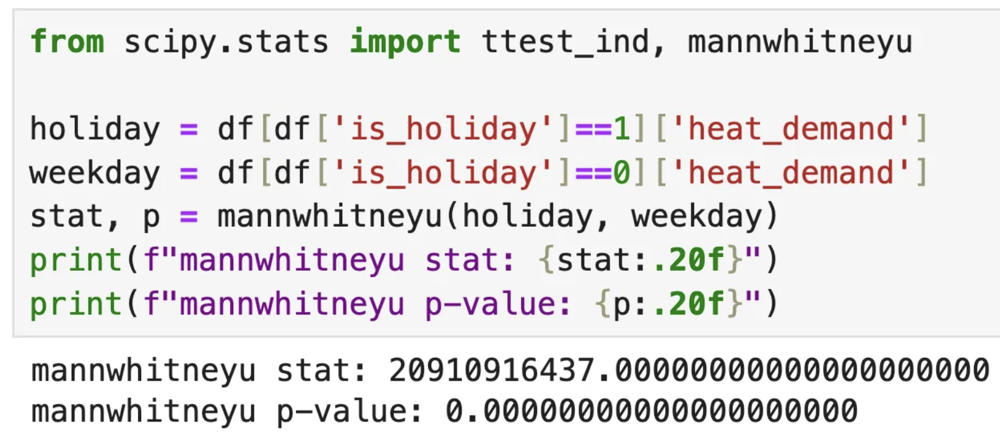 from scipy.stats import ttest_ind, mannwhitneyu
holiday = df[df['is_holiday']==1]['heat_demand']
weekday = df[df['is_holiday']==0]['heat_demand']
stat, p = mannwhitneyu(holiday, weekday)
print(f"mannwhitneyu stat: {stat:.20f}")
print(f"mannwhitneyu p-value: {p:.20f}")
mannwhitneyu stat: 20910916437.00000000000000000000
mannwhitneyu p-value: 0.00000000000000000000